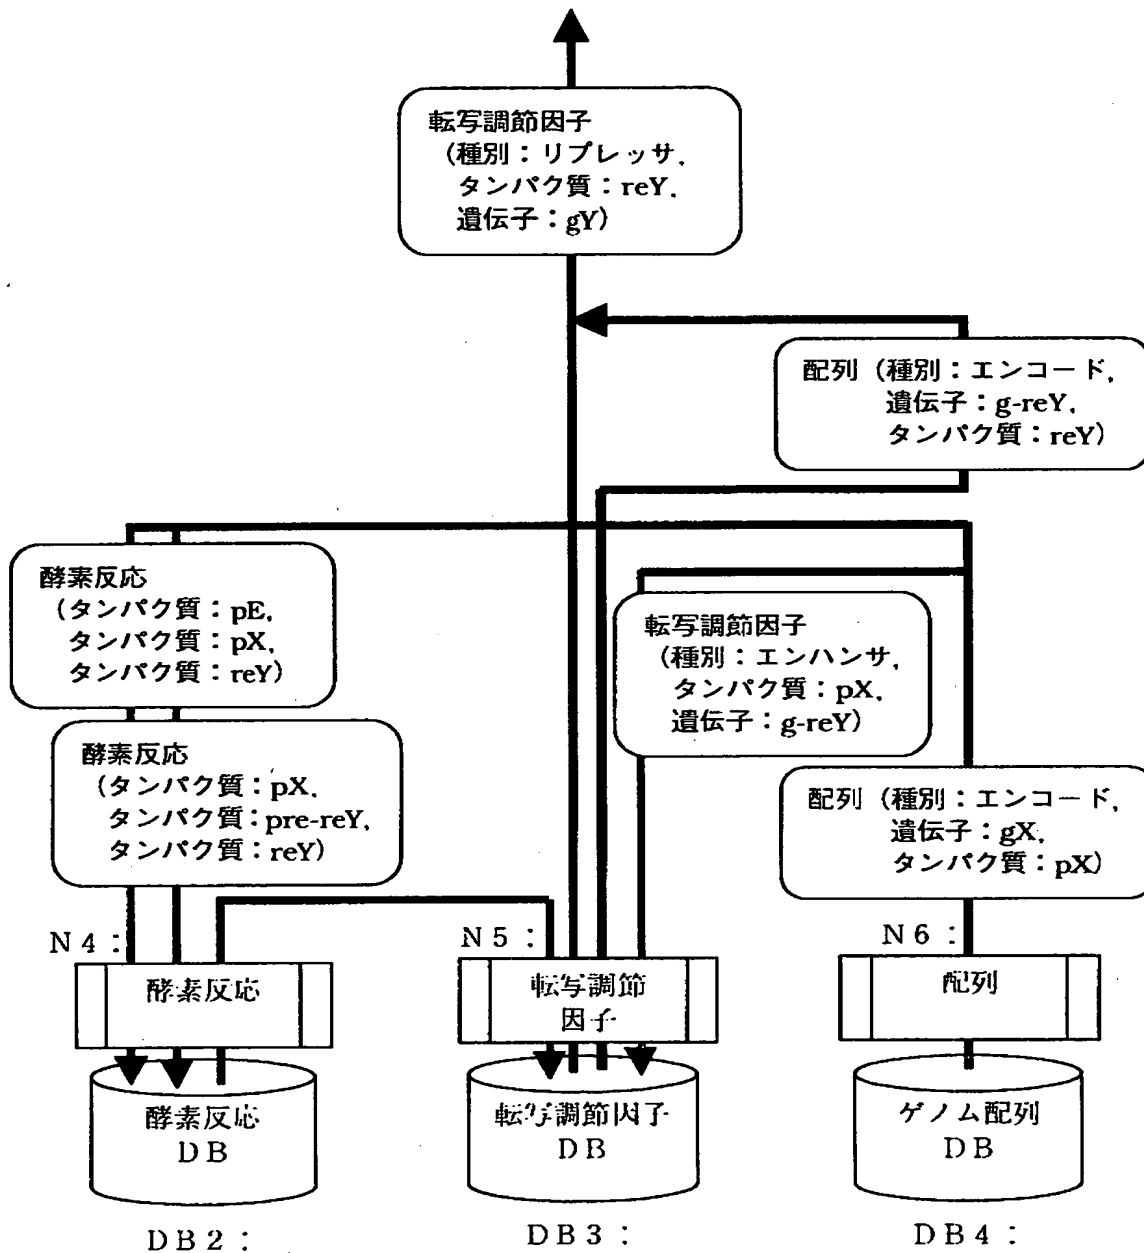 転写調節因子
(種別：リプレッサ,
タンパク質：reY,
遺伝子：gY)
配列 (種別：エンコード,
遺伝子：g-reY,
タンパク質：reY)
酵素反応
(タンパク質：pE,
タンパク質：pX,
タンパク質：reY)
転写調節因子
(種別：エンハンサ,
タンパク質：pX,
遺伝子：g-reY)
酵素反応
(タンパク質：pX,
タンパク質：pre-reY,
タンパク質：reY)
配列 (種別：エンコード,
遺伝子：gX,
タンパク質：pX)
N4：
酵素反応
N5：
転写調節
因子
N6：
配列
酵素反応
DB
転写調節因子
DB
ゲノム配列
DB
DB2：
DB3：
DB4：